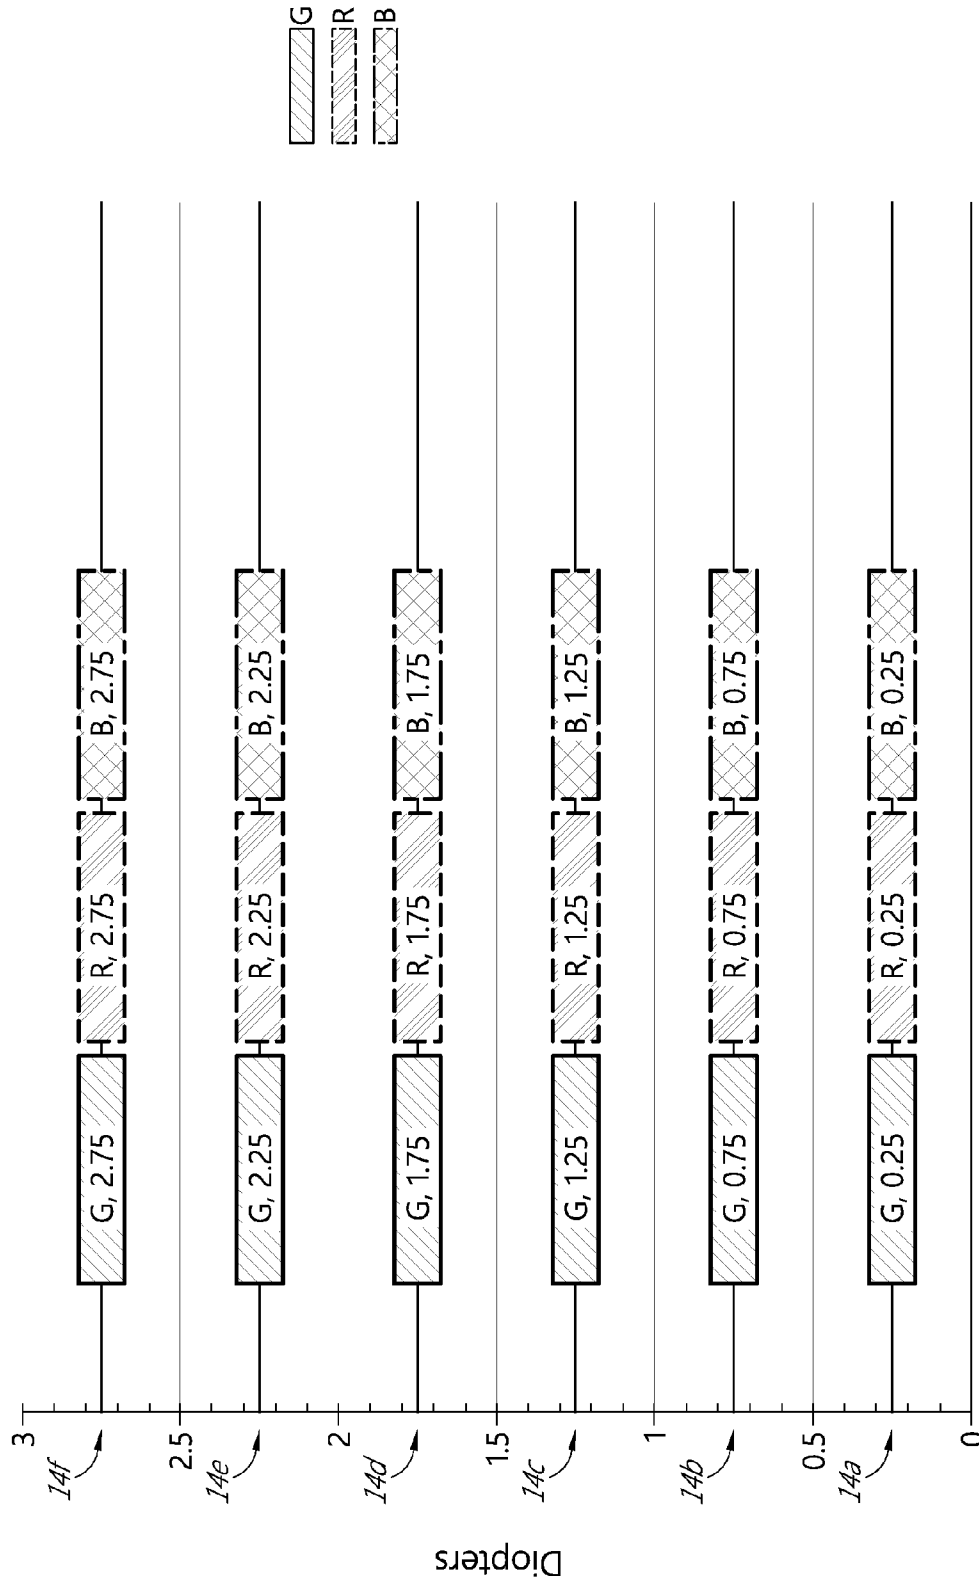 G
R
B
3
14f
G, 2.75
R, 2.75
B, 2.75
2.5
14e
G, 2.25
R, 2.25
B, 2.25
2
14d
G, 1.75
R, 1.75
B, 1.75
1.5
14c
G, 1.25
R, 1.25
B, 1.25
1
14b
G, 0.75
R, 0.75
B, 0.75
0.5
14a
G, 0.25
R, 0.25
B, 0.25
0
Diopters